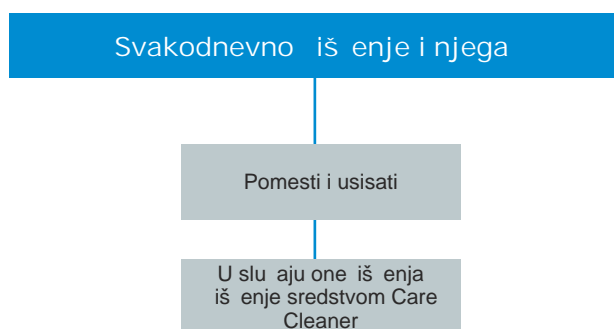 Svakodnevno iš enje i njega
Pomesti i usisati
U slu aju one iš enja
iš enje sredstvom Care
Cleaner